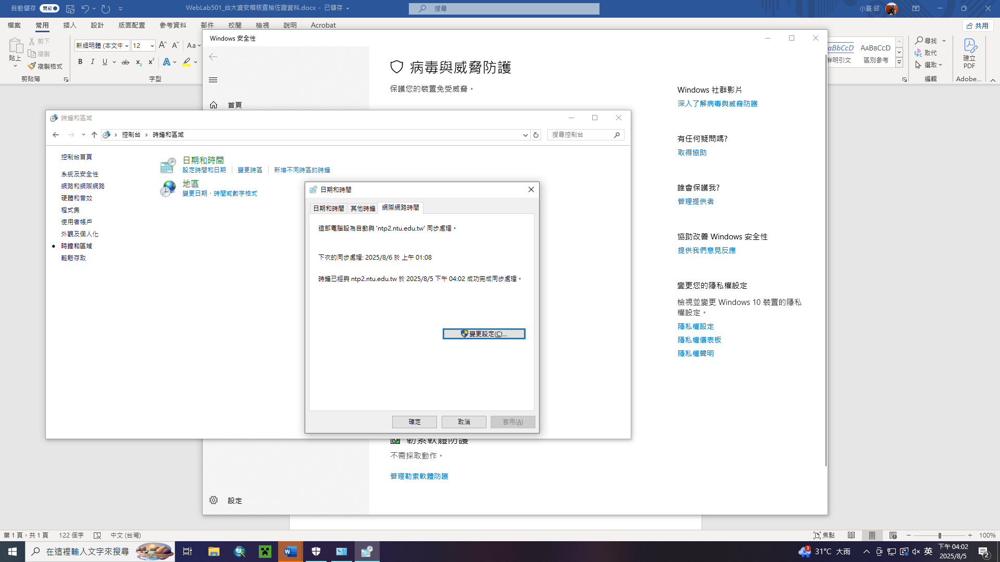 自動儲存 開啟 WebLab501_台大資安稽核查檢佐證資料.docx - 已儲存 搜尋 小寰 邱
檔案 常用 插入 設計 版面配置 參考資料 郵件 校閱 檢視 說明 Acrobat 共用
貼上 剪下 複製 複製格式 剪貼簿
新細明體 (本文中 12 Aa
B I U ab x₂ x² A 字型
aBbCcD AABBCCD
鮮明引文 區別參考
尋找 取代 選取 編輯
建立 PDF Adobe...
Windows 安全性
首頁
病毒與威脅防護
保護您的裝置免受威脅。
Windows 社群影片
深入了解病毒與威脅防護
有任何疑問嗎?
取得協助
誰會保護我?
管理提供者
協助改善 Windows 安全性
提供我們意見反應
變更您的隱私權設定
檢視並變更 Windows 10 裝置的隱私
權設定。
隱私權設定
隱私權儀表板
隱私權聲明
時鐘和區域
控制台 時鐘和區域 搜尋控制台
控制台首頁
系統及安全性
網路和網際網路
硬體和音效
程式集
使用者帳戶
外觀及個人化
時鐘和區域
輕鬆存取
日期和時間
設定時間和日期 變更時區 新增不同時區的時鐘
地區
變更日期、時間或數字格式
日期和時間
日期和時間 其他時鐘 網際網路時間
這部電腦設為自動與 'ntp2.ntu.edu.tw' 同步處理。
下次的同步處理: 2025/8/6 於 上午 01:08
時鐘已經與 ntp2.ntu.edu.tw 於 2025/8/5 下午 04:02 成功完成同步處理。
變更設定(C)...
確定 取消 套用(A)
勒索軟體防護
不需採取動作。
管理勒索軟體防護
設定
第 1 頁，共 1 頁 122 個字 中文 (台灣) 焦點 100%
在這裡輸入文字來搜尋 3 31°C 大雨 英 下午 04:02
2025/8/5 2